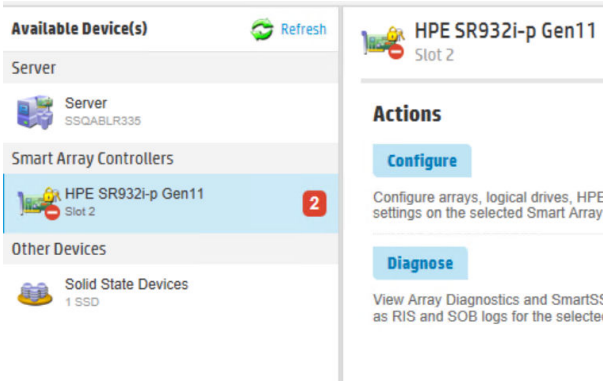 Available Device(s)
Refresh
Server
Server
SSQABLR335
Smart Array Controllers
HPE SR932i-p Gen11
Slot 2
2
Other Devices
Solid State Devices
1 SSD
HPE SR932i-p Gen11
Slot 2
Actions
Configure
Configure arrays, logical drives, HPE
settings on the selected Smart Array
Diagnose
View Array Diagnostics and SmartSS
as RIS and SOB logs for the selected